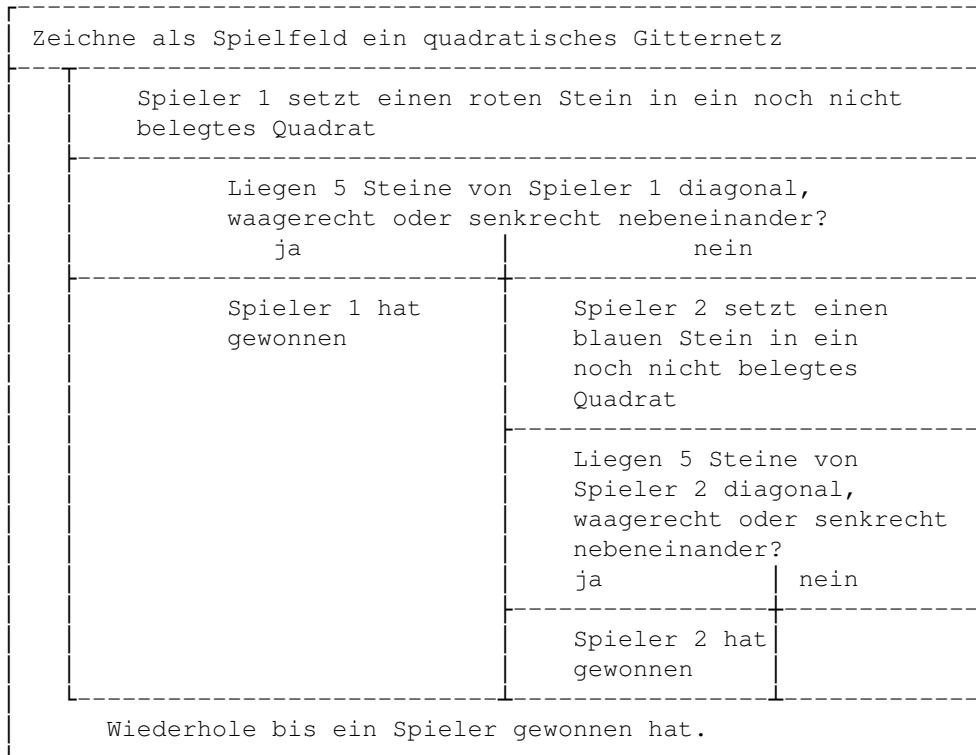 Zeichne als Spielfeld ein quadratisches Gitternetz
Spieler 1 setzt einen roten Stein in ein noch nicht
belegtes Quadrat
Liegen 5 Steine von Spieler 1 diagonal,
waagerecht oder senkrecht nebeneinander?
ja nein
Spieler 1 hat
gewonnen
Spieler 2 setzt einen
blauen Stein in ein
noch nicht belegtes
Quadrat
Liegen 5 Steine von
Spieler 2 diagonal,
waagerecht oder senkrecht
nebeneinander?
ja nein
Spieler 2 hat
gewonnen
Wiederhole bis ein Spieler gewonnen hat.